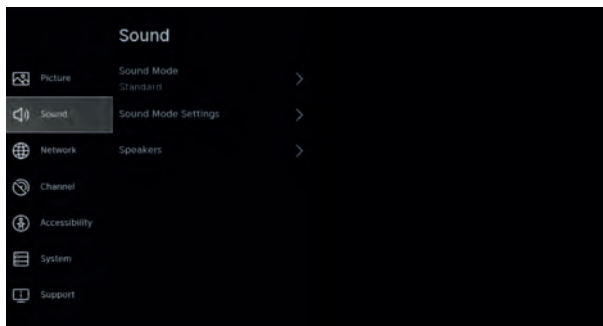 Sound
Picture
Sound
Network
Channel
Accessibility
System
Support
Sound Mode
Standard
Sound Mode Settings
Speakers